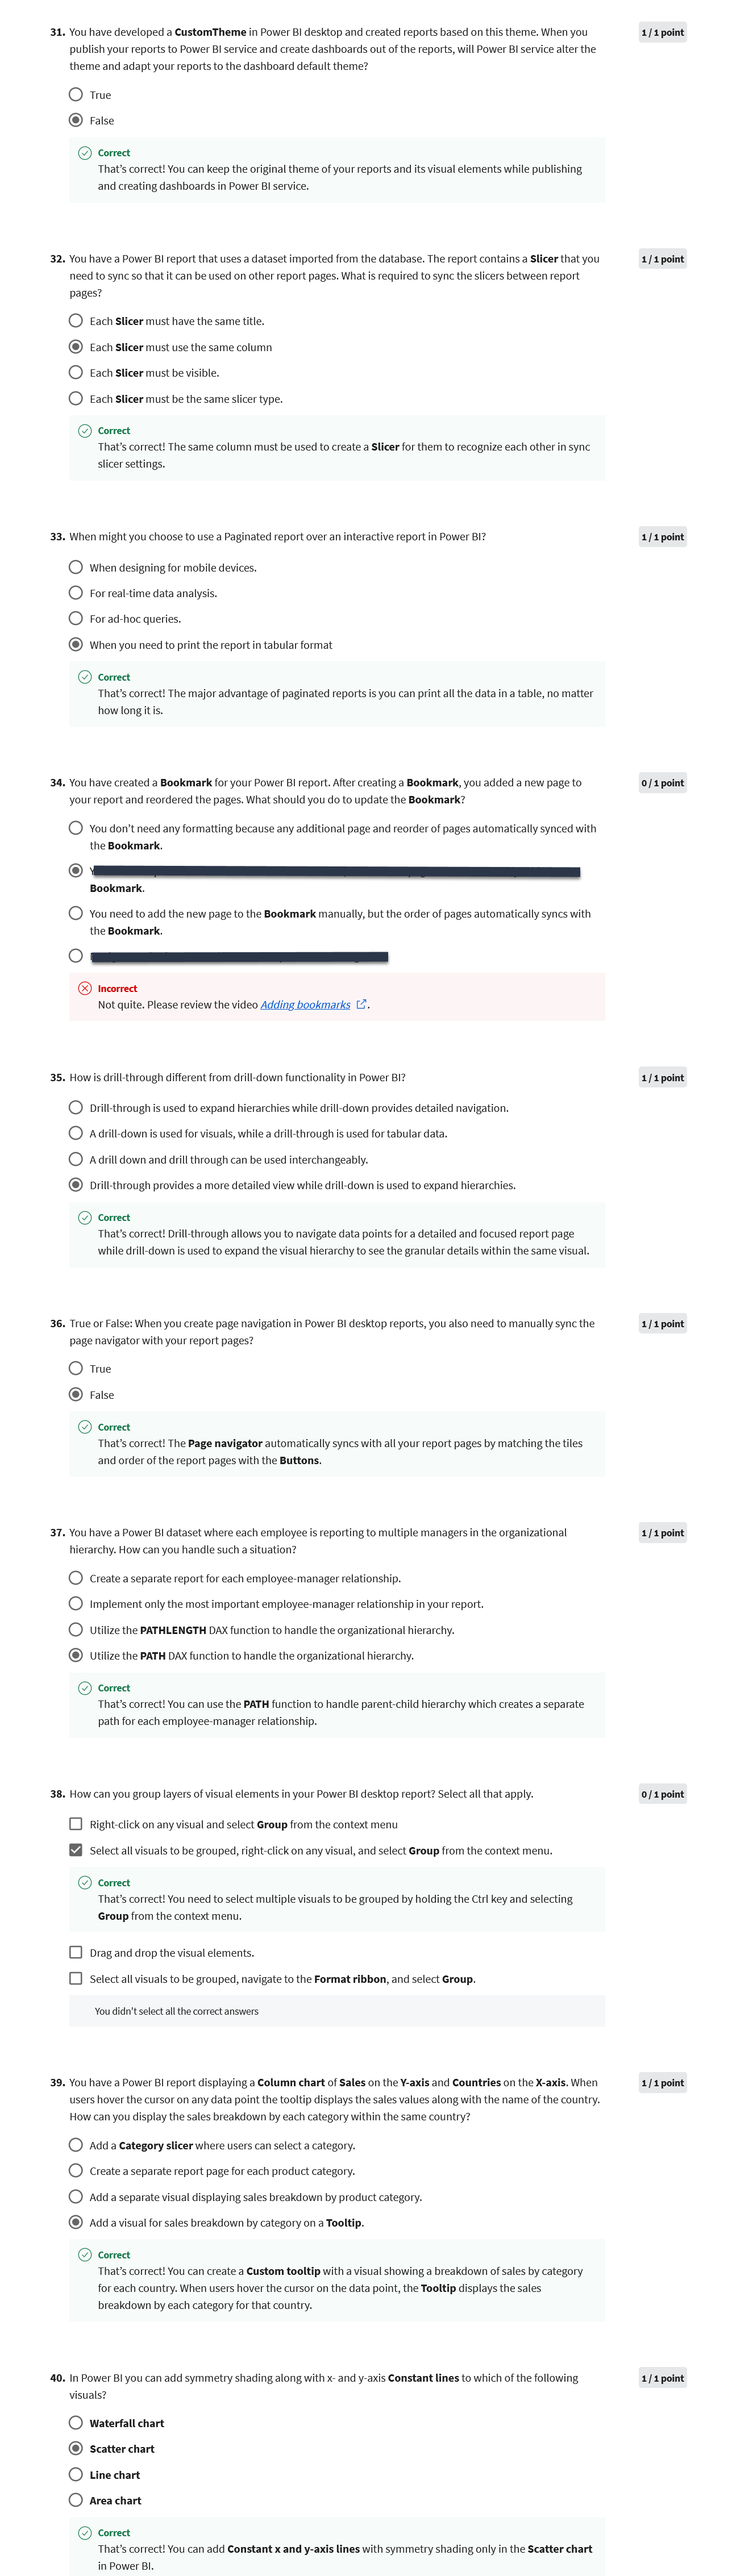 31. You have developed a CustomTheme in Power BI desktop and created reports based on this theme. When you
1 / 1 point
publish your reports to Power BI service and create dashboards out of the reports, will Power BI service alter the
theme and adapt your reports to the dashboard default theme?
True
False
Correct
That's correct! You can keep the original theme of your reports and its visual elements while publishing
and creating dashboards in Power BI service.
32. You have a Power BI report that uses a dataset imported from the database. The report contains a Slicer that you
1 / 1 point
need to sync so that it can be used on other report pages. What is required to sync the slicers between report
pages?
Each Slicer must have the same title.
Each Slicer must use the same column
Each Slicer must be visible.
Each Slicer must be the same slicer type.
Correct
That's correct! The same column must be used to create a Slicer for them to recognize each other in sync
slicer settings.
33. When might you choose to use a Paginated report over an interactive report in Power BI?
1 / 1 point
When designing for mobile devices.
For real-time data analysis.
For ad-hoc queries.
When you need to print the report in tabular format
Correct
That's correct! The major advantage of paginated reports is you can print all the data in a table, no matter
how long it is.
34. You have created a Bookmark for your Power BI report. After creating a Bookmark, you added a new page to
0 / 1 point
your report and reordered the pages. What should you do to update the Bookmark?
You don't need any formatting because any additional page and reorder of pages automatically synced with
the Bookmark.
Bookmark.
You need to add the new page to the Bookmark manually, but the order of pages automatically syncs with
the Bookmark.
Incorrect
Not quite. Please review the video Adding bookmarks .
35. How is drill-through different from drill-down functionality in Power BI?
1 / 1 point
Drill-through is used to expand hierarchies while drill-down provides detailed navigation.
A drill-down is used for visuals, while a drill-through is used for tabular data.
A drill down and drill through can be used interchangeably.
Drill-through provides a more detailed view while drill-down is used to expand hierarchies.
Correct
That's correct! Drill-through allows you to navigate data points for a detailed and focused report page
while drill-down is used to expand the visual hierarchy to see the granular details within the same visual.
36. True or False: When you create page navigation in Power BI desktop reports, you also need to manually sync the
1 / 1 point
page navigator with your report pages?
True
False
Correct
That's correct! The Page navigator automatically syncs with all your report pages by matching the tiles
and order of the report pages with the Buttons.
37. You have a Power BI dataset where each employee is reporting to multiple managers in the organizational
1 / 1 point
hierarchy. How can you handle such a situation?
Create a separate report for each employee-manager relationship.
Implement only the most important employee-manager relationship in your report.
Utilize the PATHLENGTH DAX function to handle the organizational hierarchy.
Utilize the PATH DAX function to handle the organizational hierarchy.
Correct
That's correct! You can use the PATH function to handle parent-child hierarchy which creates a separate
path for each employee-manager relationship.
38. How can you group layers of visual elements in your Power BI desktop report? Select all that apply.
0 / 1 point
Right-click on any visual and select Group from the context menu
Select all visuals to be grouped, right-click on any visual, and select Group from the context menu.
Correct
That's correct! You need to select multiple visuals to be grouped by holding the Ctrl key and selecting
Group from the context menu.
Drag and drop the visual elements.
Select all visuals to be grouped, navigate to the Format ribbon, and select Group.
You didn't select all the correct answers
39. You have a Power BI report displaying a Column chart of Sales on the Y-axis and Countries on the X-axis. When
1 / 1 point
users hover the cursor on any data point the tooltip displays the sales values along with the name of the country.
How can you display the sales breakdown by each category within the same country?
Add a Category slicer where users can select a category.
Create a separate report page for each product category.
Add a separate visual displaying sales breakdown by product category.
Add a visual for sales breakdown by category on a Tooltip.
Correct
That's correct! You can create a Custom tooltip with a visual showing a breakdown of sales by category
for each country. When users hover the cursor on the data point, the Tooltip displays the sales
breakdown by each category for that country.
40. In Power BI you can add symmetry shading along with x- and y-axis Constant lines to which of the following
1 / 1 point
visuals?
Waterfall chart
Scatter chart
Line chart
Area chart
Correct
That's correct! You can add Constant x and y-axis lines with symmetry shading only in the Scatter chart
in Power BI.